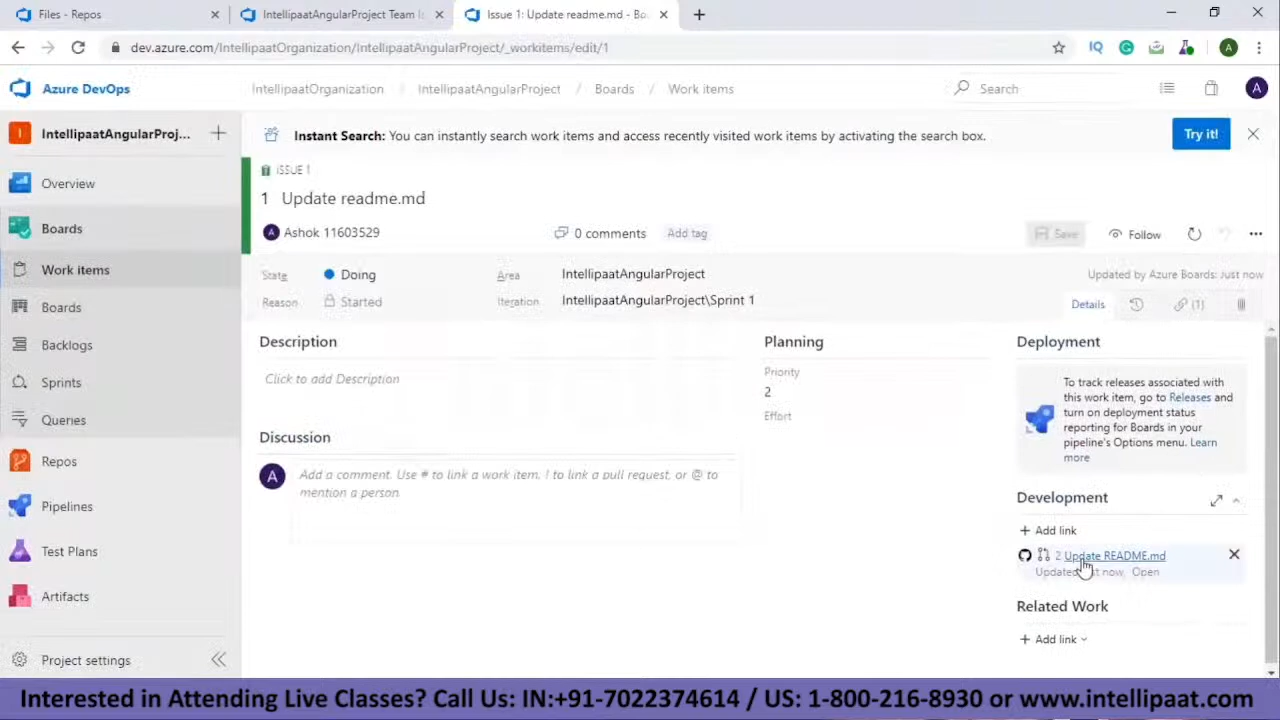 Files - Repos
IntellipaatAngularProject Team Is
Issue 1: Update readme.md - Bo
dev.azure.com/IntellipaatOrganization/IntellipaatAngularProject/_workitems/edit/1
IQ
A
Azure DevOps
IntellipaatOrganization / IntellipaatAngularProject / Boards / Work items
Search
A
I IntellipaatAngularProj...
Overview
Boards
Work items
Boards
Backlogs
Sprints
Queries
Repos
Pipelines
Test Plans
Artifacts
Project settings
Instant Search: You can instantly search work items and access recently visited work items by activating the search box.
Try it!
ISSUE 1
1 Update readme.md
A Ashok 11603529
0 comments
Add tag
Save
Follow
State Doing
Area IntellipaatAngularProject
Updated by Azure Boards: Just now
Reason Started
Iteration IntellipaatAngularProject\Sprint 1
Details
(1)
Description
Click to add Description
Discussion
A
Add a comment. Use # to link a work item, ! to link a pull request, or @ to
mention a person.
Planning
Priority
2
Effort
Deployment
To track releases associated with
this work item, go to Releases and
turn on deployment status
reporting for Boards in your
pipeline's Options menu. Learn
more
Development
Add link
2 Update README.md
Updated now, Open
Related Work
Add link
Interested in Attending Live Classes? Call Us: IN:+91-7022374614 / US: 1-800-216-8930 or www.intellipaat.com